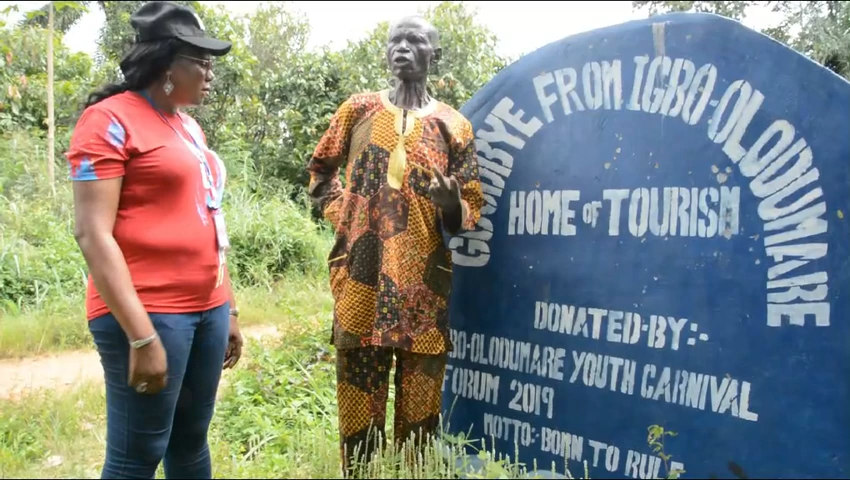 GOODBYE FROM IGBO-OLODUMARE
HOME OF TOURISM
DONATED-BY:-
BO-OLODUMARE YOUTH CARNIVAL
FORUM 2019
MOTTO:-BORN TO RULE